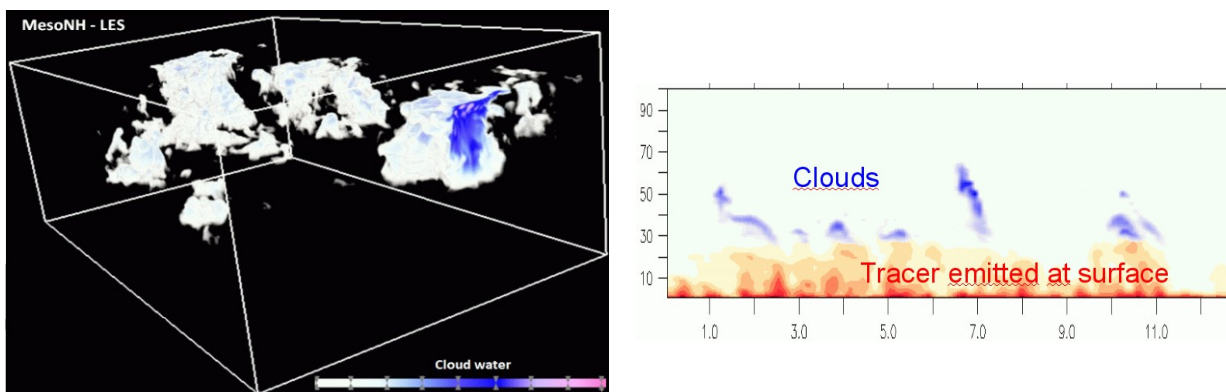 MesoNH - LES
Cloud water
90
70
50
30
10
Clouds
Tracer emitted at surface
1.0
3.0
5.0
7.0
9.0
11.0